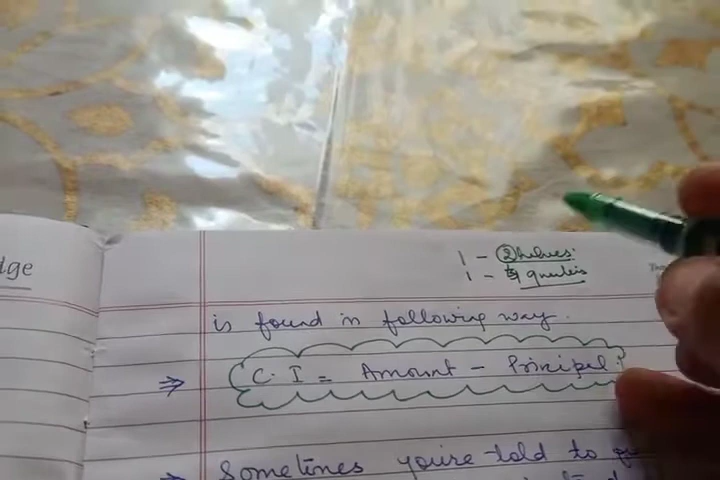 dge
1 - 2 halves.
1 - 4 quarters
is found in following way.
⇒ C.I = Amount - Principal.
⇒ Sometimes you're told to